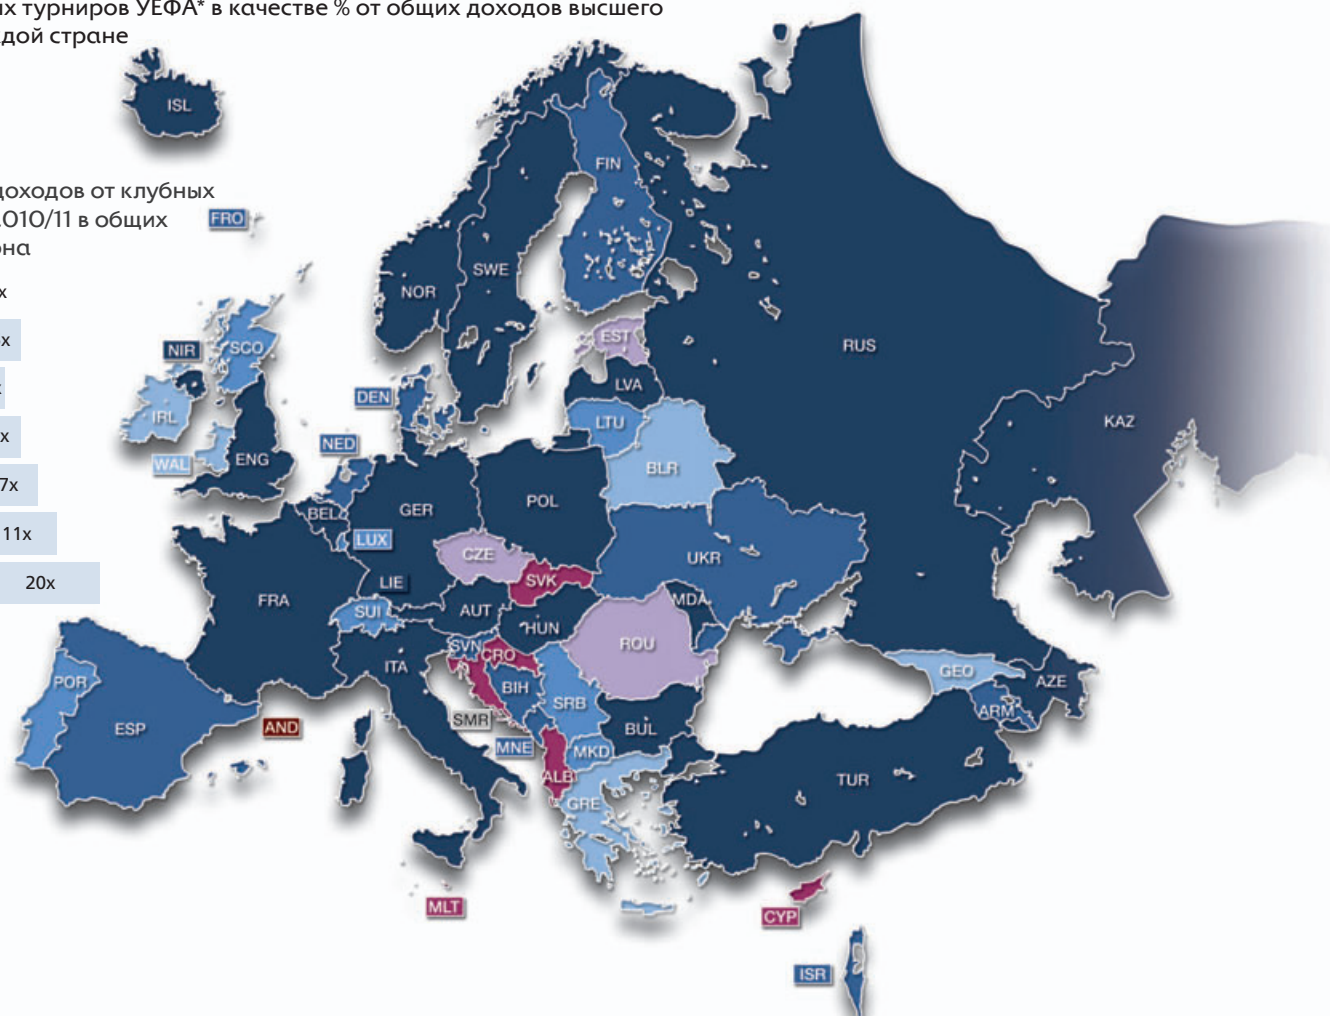 их турниров УЕФА* в качестве % от общих доходов высшего
дой стране
ISL
доходов от клубных
2010/11 в общих
она
FRO
FIN
SWE
NOR
x
x
x
7x
11x
20x
NIR
SCO
IRL
WAL
ENG
DEN
NED
EST
LVA
LTU
BLR
RUS
KAZ
BEL
GER
POL
LUX
CZE
SVK
UKR
LIE
FRA
SUI
AUT
HUN
MDA
ROU
SVN
CRO
ITA
BIH
SRB
POR
ESP
AND
SMR
MNE
BUL
MKD
ALB
GRE
GEO
ARM
AZE
TUR
MLT
CYP
ISR